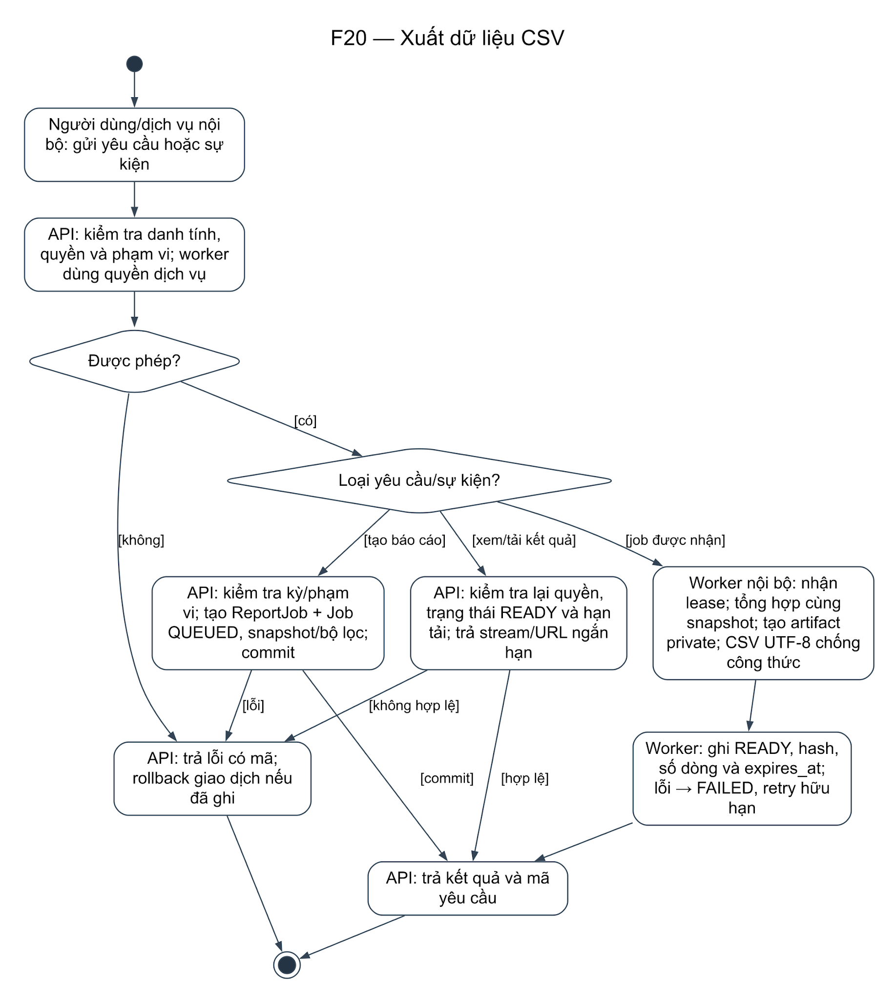 F20 — Xuất dữ liệu CSV
Người dùng/dịch vụ nội
bộ: gửi yêu cầu hoặc sự
kiện
API: kiểm tra danh tính,
quyền và phạm vi; worker
dùng quyền dịch vụ
Được phép?
[có]
Loại yêu cầu/sự kiện?
[không]
[tạo báo cáo]
[xem/tải kết quả]
[job được nhận]
API: kiểm tra kỳ/phạm
vi; tạo ReportJob + Job
QUEUED, snapshot/bộ lọc;
commit
API: kiểm tra lại quyền,
trạng thái READY và hạn
tải; trả stream/URL ngắn
hạn
Worker nội bộ: nhận
lease; tổng hợp cùng
snapshot; tạo artifact
private; CSV UTF-8 chống
công thức
[lỗi]
[không hợp lệ]
API: trả lỗi có mã;
rollback giao dịch nếu
đã ghi
[commit]
[hợp lệ]
Worker: ghi READY, hash,
số dòng và expires_at;
lỗi → FAILED, retry hữu
hạn
API: trả kết quả và mã
yêu cầu